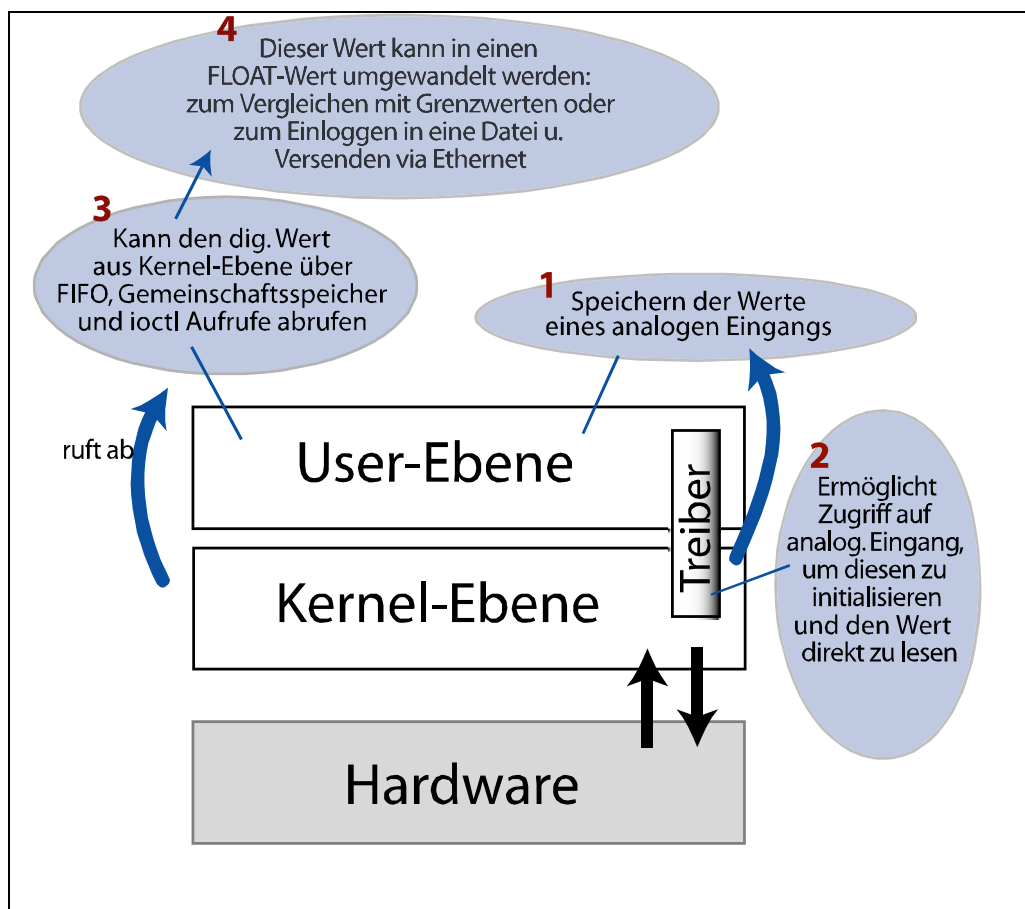 4
Dieser Wert kann in einen
FLOAT-Wert umgewandelt werden:
zum Vergleichen mit Grenzwerten oder
zum Einloggen in eine Datei u.
Versenden via Ethernet
3
Kann den dig. Wert
aus Kernel-Ebene über
FIFO, Gemeinschaftsspeicher
und ioctl Aufrufe abrufen
1
Speichern der Werte
eines analogen Eingangs
ruft ab
User-Ebene
Treiber
2
Ermöglicht
Zugriff auf
analog. Eingang,
um diesen zu
initialisieren
und den Wert
direkt zu lesen
Kernel-Ebene
Hardware